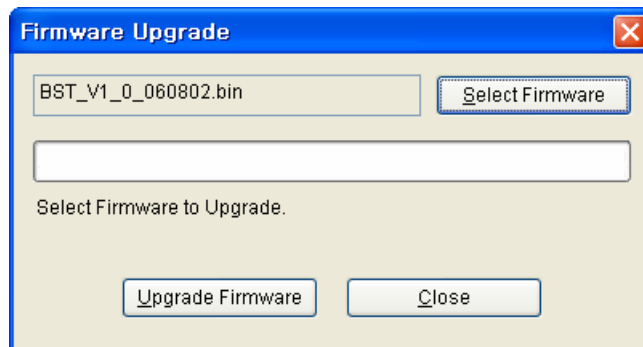 Firmware Upgrade
BST_V1_0_060802.bin
Select Firmware
Select Firmware to Upgrade.
Upgrade Firmware
Close